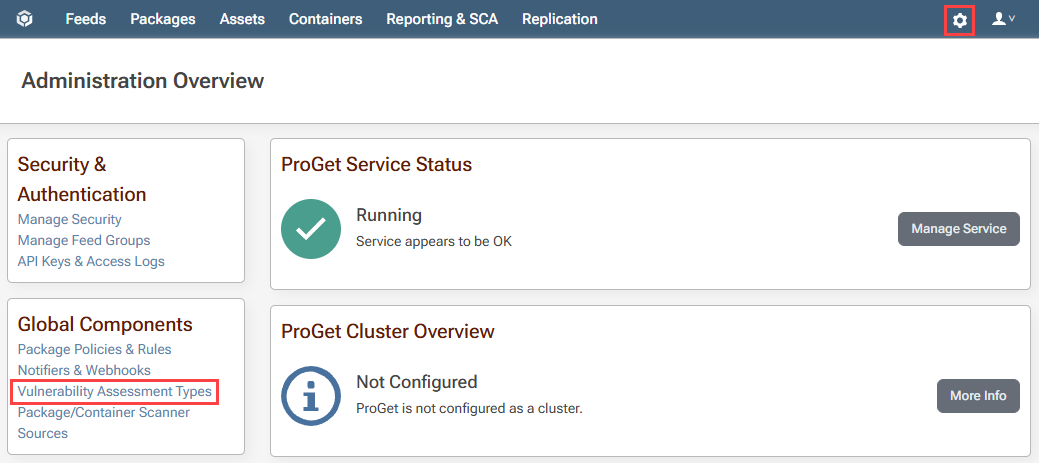 Feeds Packages Assets Containers Reporting & SCA Replication
Administration Overview
Security &
Authentication
Manage Security
Manage Feed Groups
API Keys & Access Logs
Global Components
Package Policies & Rules
Notifiers & Webhooks
Vulnerability Assessment Types
Package/Container Scanner
Sources
ProGet Service Status
Running
Service appears to be OK
Manage Service
ProGet Cluster Overview
Not Configured
ProGet is not configured as a cluster.
More Info